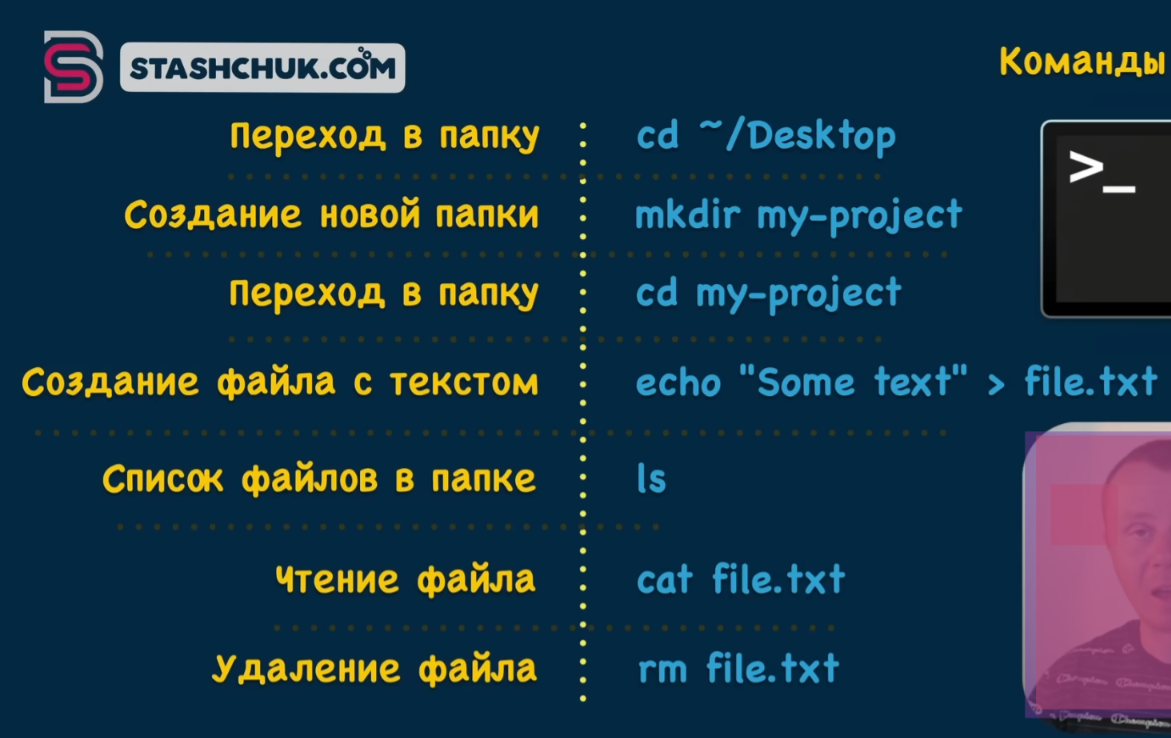 STASHCHUK.COM
Команды
Переход в папку cd ~/Desktop
Создание новой папки mkdir my-project
Переход в папку cd my-project
Создание файла с текстом echo "Some text" > file.txt
Список файлов в папке ls
Чтение файла cat file.txt
Удаление файла rm file.txt
>_